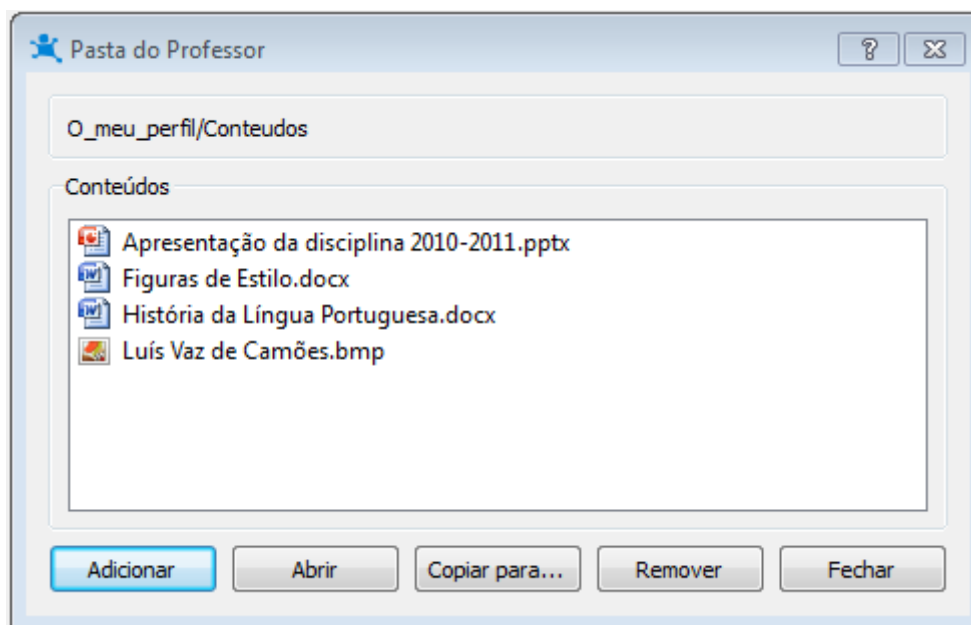 Pasta do Professor
O_meu_perfil/Conteudos
Conteúdos
Apresentação da disciplina 2010-2011.pptx
Figuras de Estilo.docx
História da Língua Portuguesa.docx
Luís Vaz de Camões.bmp
Adicionar Abrir Copiar para... Remover Fechar